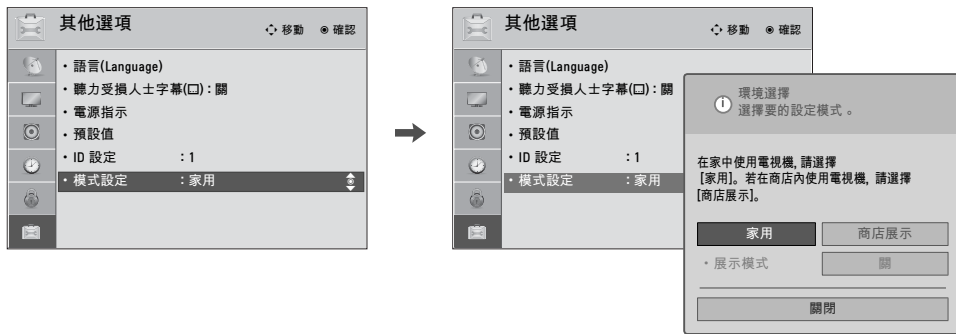 其他選項
移動 確認
・語言(Language)
・聽力受損人士字幕(口):關
・電源指示
・預設值
・ID 設定 :1
・模式設定 :家用
其他選項
移動 確認
・語言(Language)
・聽力受損人士字幕(口):關
・電源指示
・預設值
・ID 設定 :1
・模式設定 :家用
環境選擇
選擇要的設定模式。
在家中使用電視機, 請選擇
[家用]。若在商店內使用電視機, 請選擇
[商店展示]。
家用 商店展示
・展示模式 關
關閉